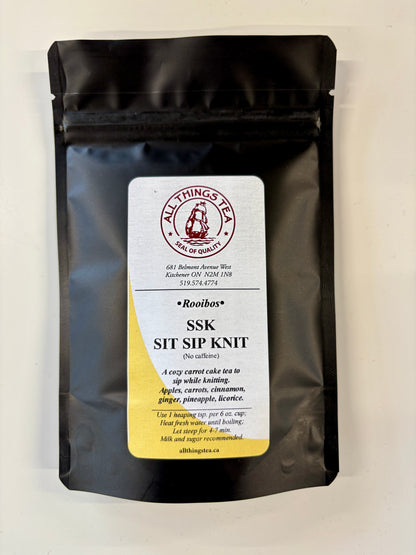 ALL THINGS TEA
SEAL OF QUALITY
681 Belmont Avenue West
Kitchener ON N2M 1N8
519.574.4774
•Rooibos•
SSK
SIT SIP KNIT
(No caffeine)
A cozy carrot cake tea to
sip while knitting.
Apples, carrots, cinnamon,
ginger, pineapple, licorice.
Use 1 heaping tsp. per 6 oz. cup;
Heat fresh water until boiling;
Let steep for 4-7 min.
Milk and sugar recommended.
allthingstea.ca